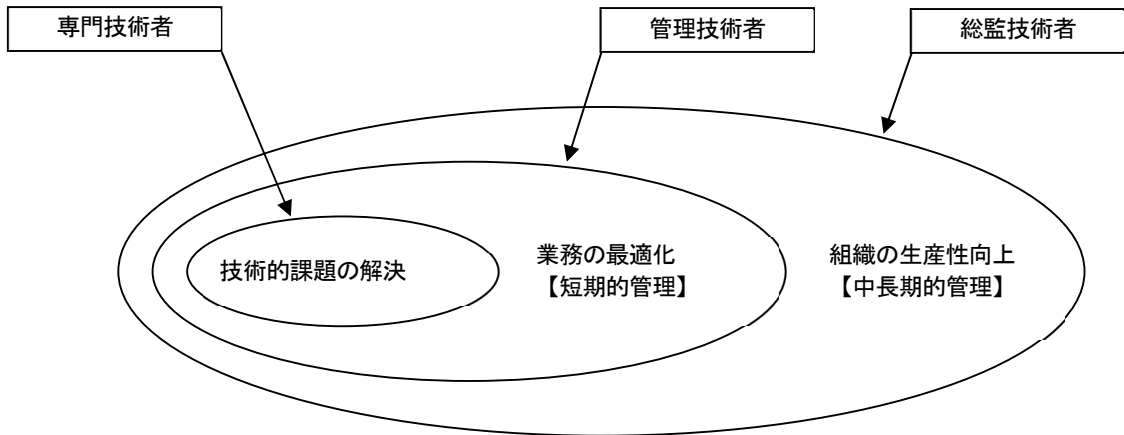 専門技術者
管理技術者
総監技術者
技術的課題の解決
業務の最適化
【短期的管理】
組織の生産性向上
【中長期的管理】